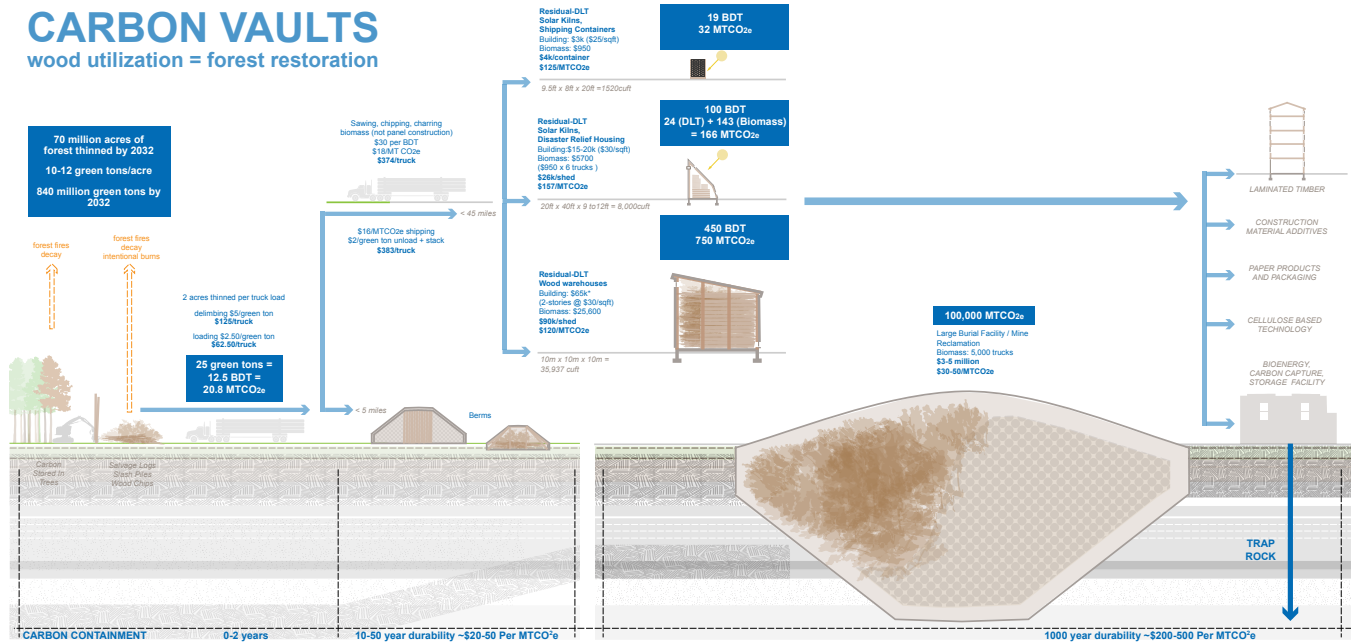 CARBON VAULTS
wood utilization = forest restoration
70 million acres of
forest thinned by 2032
10-12 green tons/acre
840 million green tons by
2032
forest fires
decay
forest fires
decay
intentional burns
2 acres thinned per truck load
delimbing $5/green ton
$125/truck
loading $2.50/green ton
$62.50/truck
25 green tons =
12.5 BDT =
20.8 MTCO2e
Sawing, chipping, charring
biomass (not panel construction)
$30 per BDT
$18/MT CO2e
$374/truck
< 45 miles
$16/MTCO2e shipping
$2/green ton unload + stack
$383/truck
< 5 miles
Berms
Residual-DLT
Solar Kilns,
Shipping Containers
Building: $3k ($25/sqft)
Biomass: $950
$4k/container
$125/MTCO2e
19 BDT
32 MTCO2e
9.5ft x 8ft x 20ft =1520cuft
Residual-DLT
Solar Kilns,
Disaster Relief Housing
Building:$15-20k ($30/sqft)
Biomass: $5700
($950 x 6 trucks )
$26k/shed
$157/MTCO2e
100 BDT
24 (DLT) + 143 (Biomass)
= 166 MTCO2e
20ft x 40ft x 9 to12ft = 8,000cuft
450 BDT
750 MTCO2e
Residual-DLT
Wood warehouses
Building: $65k*
(2-stories @ $30/sqft)
Biomass: $25,600
$90k/shed
$120/MTCO2e
10m x 10m x 10m =
35,937 cuft
100,000 MTCO2e
Large Burial Facility / Mine
Reclamation
Biomass: 5,000 trucks
$3-5 million
$30-50/MTCO2e
LAMINATED TIMBER
CONSTRUCTION
MATERIAL ADDITIVES
PAPER PRODUCTS
AND PACKAGING
CELLULOSE BASED
TECHNOLOGY
BIOENERGY,
CARBON CAPTURE,
STORAGE FACILITY
Carbon
Stored In
Trees
Salvage Logs
Slash Piles
Wood Chips
TRAP
ROCK
CARBON CONTAINMENT
0-2 years
10-50 year durability ~$20-50 Per MTCO²e
1000 year durability ~$200-500 Per MTCO²e